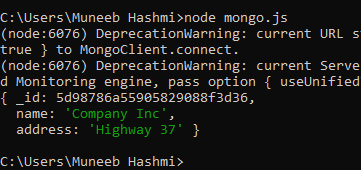 C:\Users\Muneeb Hashmi>node mongo.js
(node:6076) DeprecationWarning: current URL s
true } to MongoClient.connect.
(node:6076) DeprecationWarning: current Serve
d Monitoring engine, pass option { useUnified
{ _id: 5d98786a55905829088f3d36,
name: 'Company Inc',
address: 'Highway 37' }
C:\Users\Muneeb Hashmi>